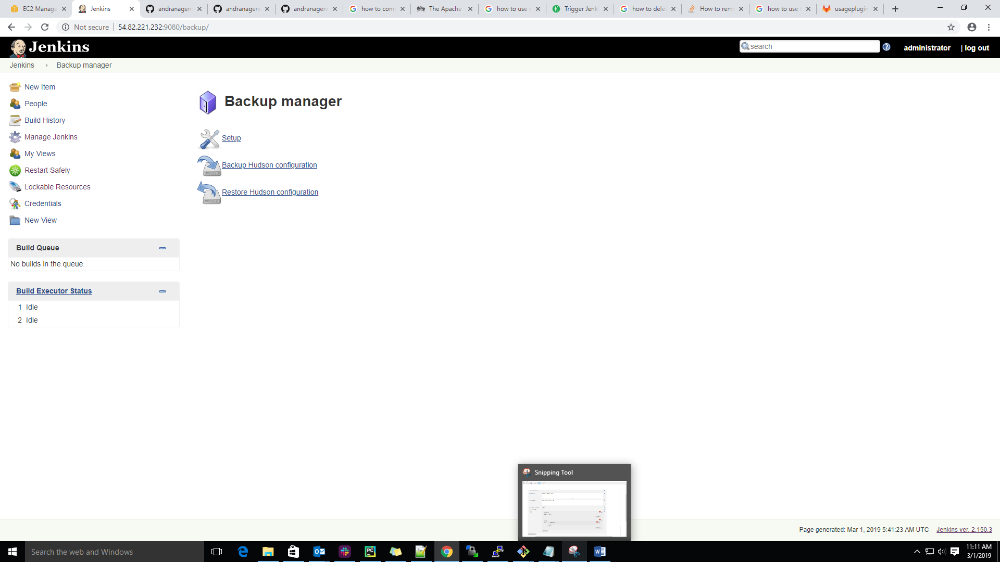 EC2 Manage
Jenkins
andranagen
andranagen
andranagen
how to com
The Apache
how to use t
Trigger Jenk
how to delet
How to rem
how to use t
usageplugin
Not secure
54.82.221.232:9080/backup/
Jenkins
search
administrator
| log out
Jenkins
Backup manager
New Item
People
Build History
Manage Jenkins
My Views
Restart Safely
Lockable Resources
Credentials
New View
Build Queue
No builds in the queue.
Build Executor Status
1 Idle
2 Idle
Backup manager
Setup
Backup Hudson configuration
Restore Hudson configuration
Snipping Tool
Page generated: Mar 1, 2019 5:41:23 AM UTC
Jenkins ver. 2.150.3
Search the web and Windows
11:11 AM
3/1/2019